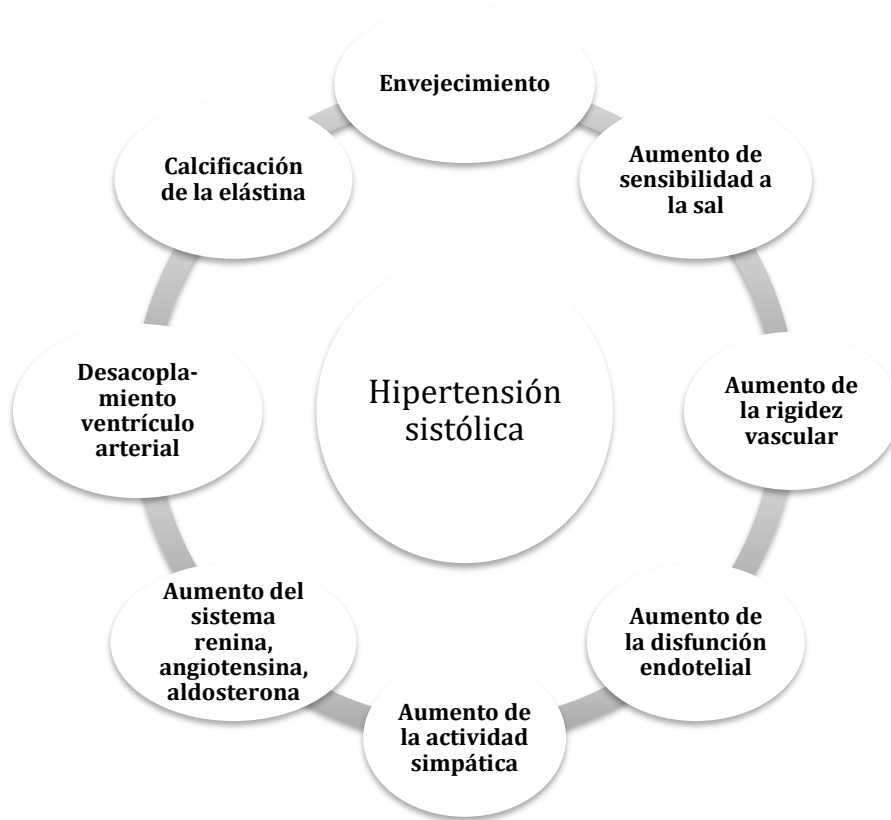 Envejecimiento
Aumento de
sensibilidad a
la sal
Aumento de
la rigidez
vascular
Aumento de
la disfunción
endotelial
Aumento de
la actividad
simpática
Aumento del
sistema
renina,
angiotensina,
aldosterona
Desacopla-
miento
ventrículo
arterial
Calcificación
de la elástina
Hipertensión
sistólica